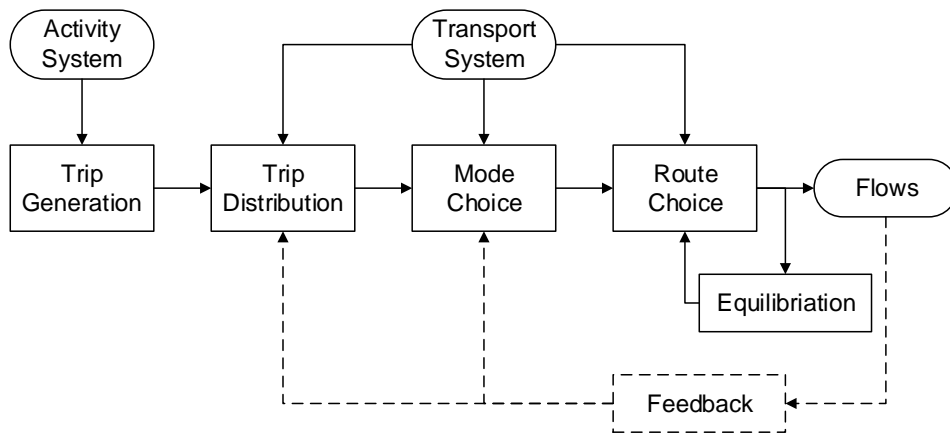 Activity
System
Transport
System
Trip
Generation
Trip
Distribution
Mode
Choice
Route
Choice
Flows
Equilibriation
Feedback